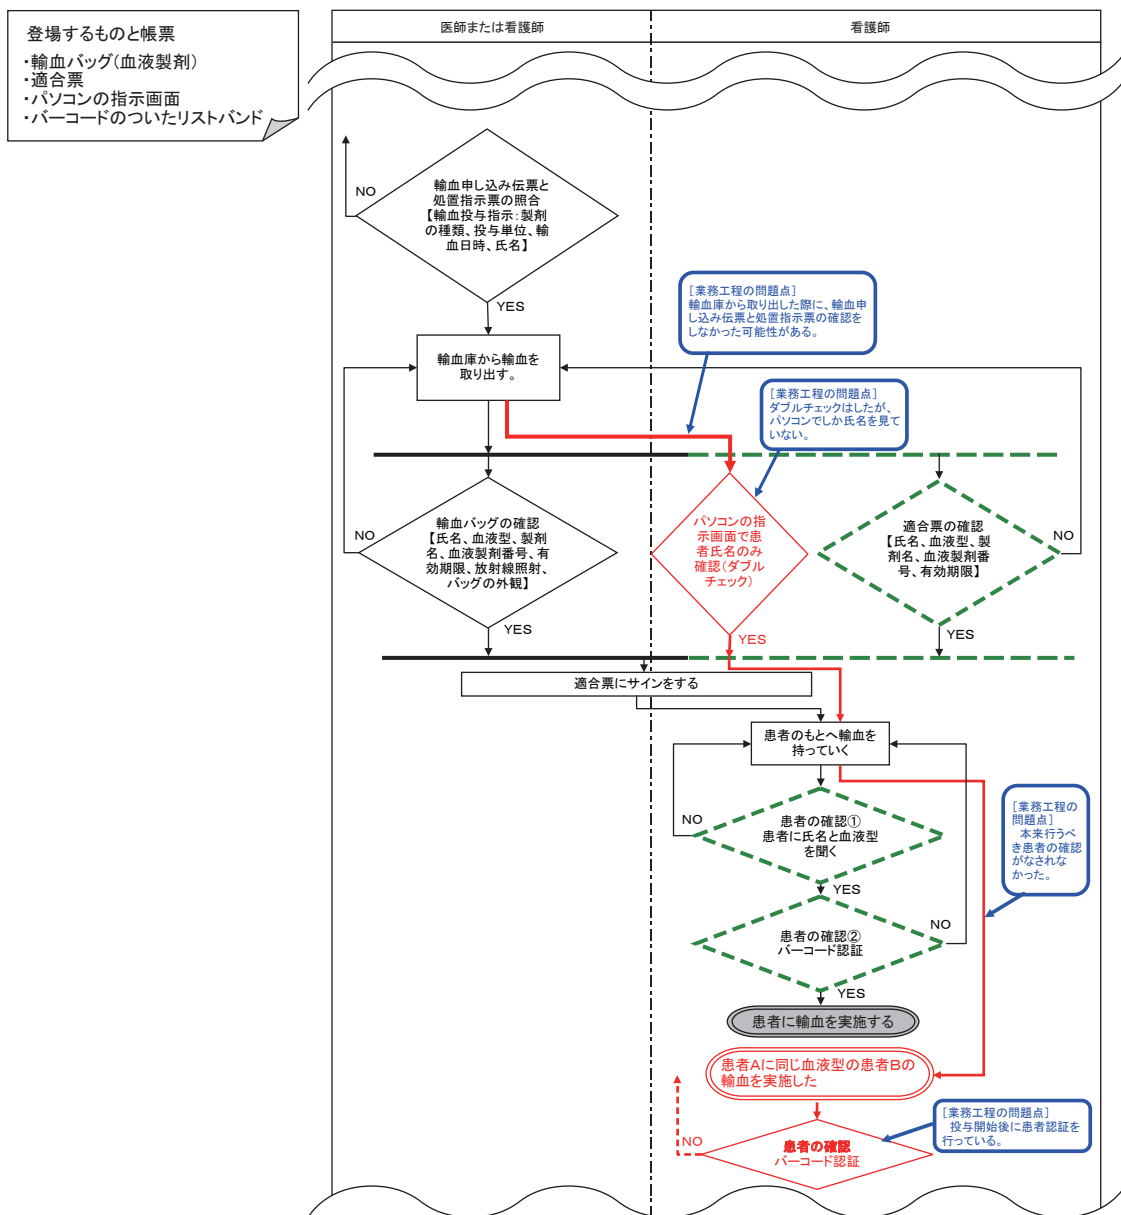 登場するものと帳票
・輸血バッグ(血液製剤)
・適合票
・パソコンの指示画面
・バーコードのついたリストバンド
医師または看護師
看護師
輸血申し込み伝票と
処置指示票の照合
【輸血投与指示:製剤
の種類、投与単位、輸
血日時、氏名】
NO
YES
[業務工程の問題点]
輸血庫から取り出した際に、輸血申
し込み伝票と処置指示票の確認を
しなかった可能性がある。
輸血庫から輸血を
取り出す。
[業務工程の問題点]
ダブルチェックはしたが、
パソコンでしか氏名を見て
いない。
輸血バッグの確認
【氏名、血液型、製剤
名、血液製剤番号、有
効期限、放射線照射、
バッグの外観】
NO
YES
パソコンの指
示画面で患
者氏名のみ
確認(ダブル
チェック)
YES
適合票の確認
【氏名、血液型、製
剤名、血液製剤番
号、有効期限】
NO
YES
適合票にサインをする
患者のもとへ輸血を
持っていく
患者の確認①
患者に氏名と血液型
を聞く
NO
YES
[業務工程の
問題点]
本来行うべ
き患者の確認
がなされな
かった。
患者の確認②
バーコード認証
NO
YES
患者に輸血を実施する
患者Aに同じ血液型の患者Bの
輸血を実施した
[業務工程の問題点]
投与開始後に患者認証を
行っている。
患者の確認
バーコード認証
NO